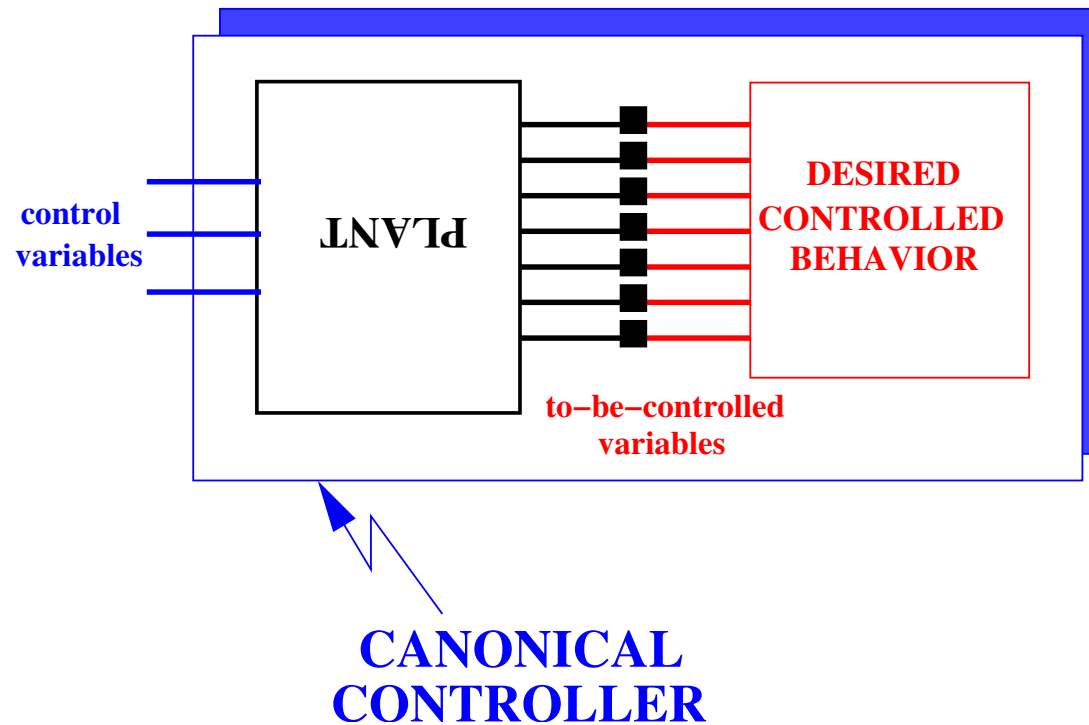 control
variables
PLANT
DESIRED
CONTROLLED
BEHAVIOR
to−be−controlled
variables
CANONICAL
CONTROLLER